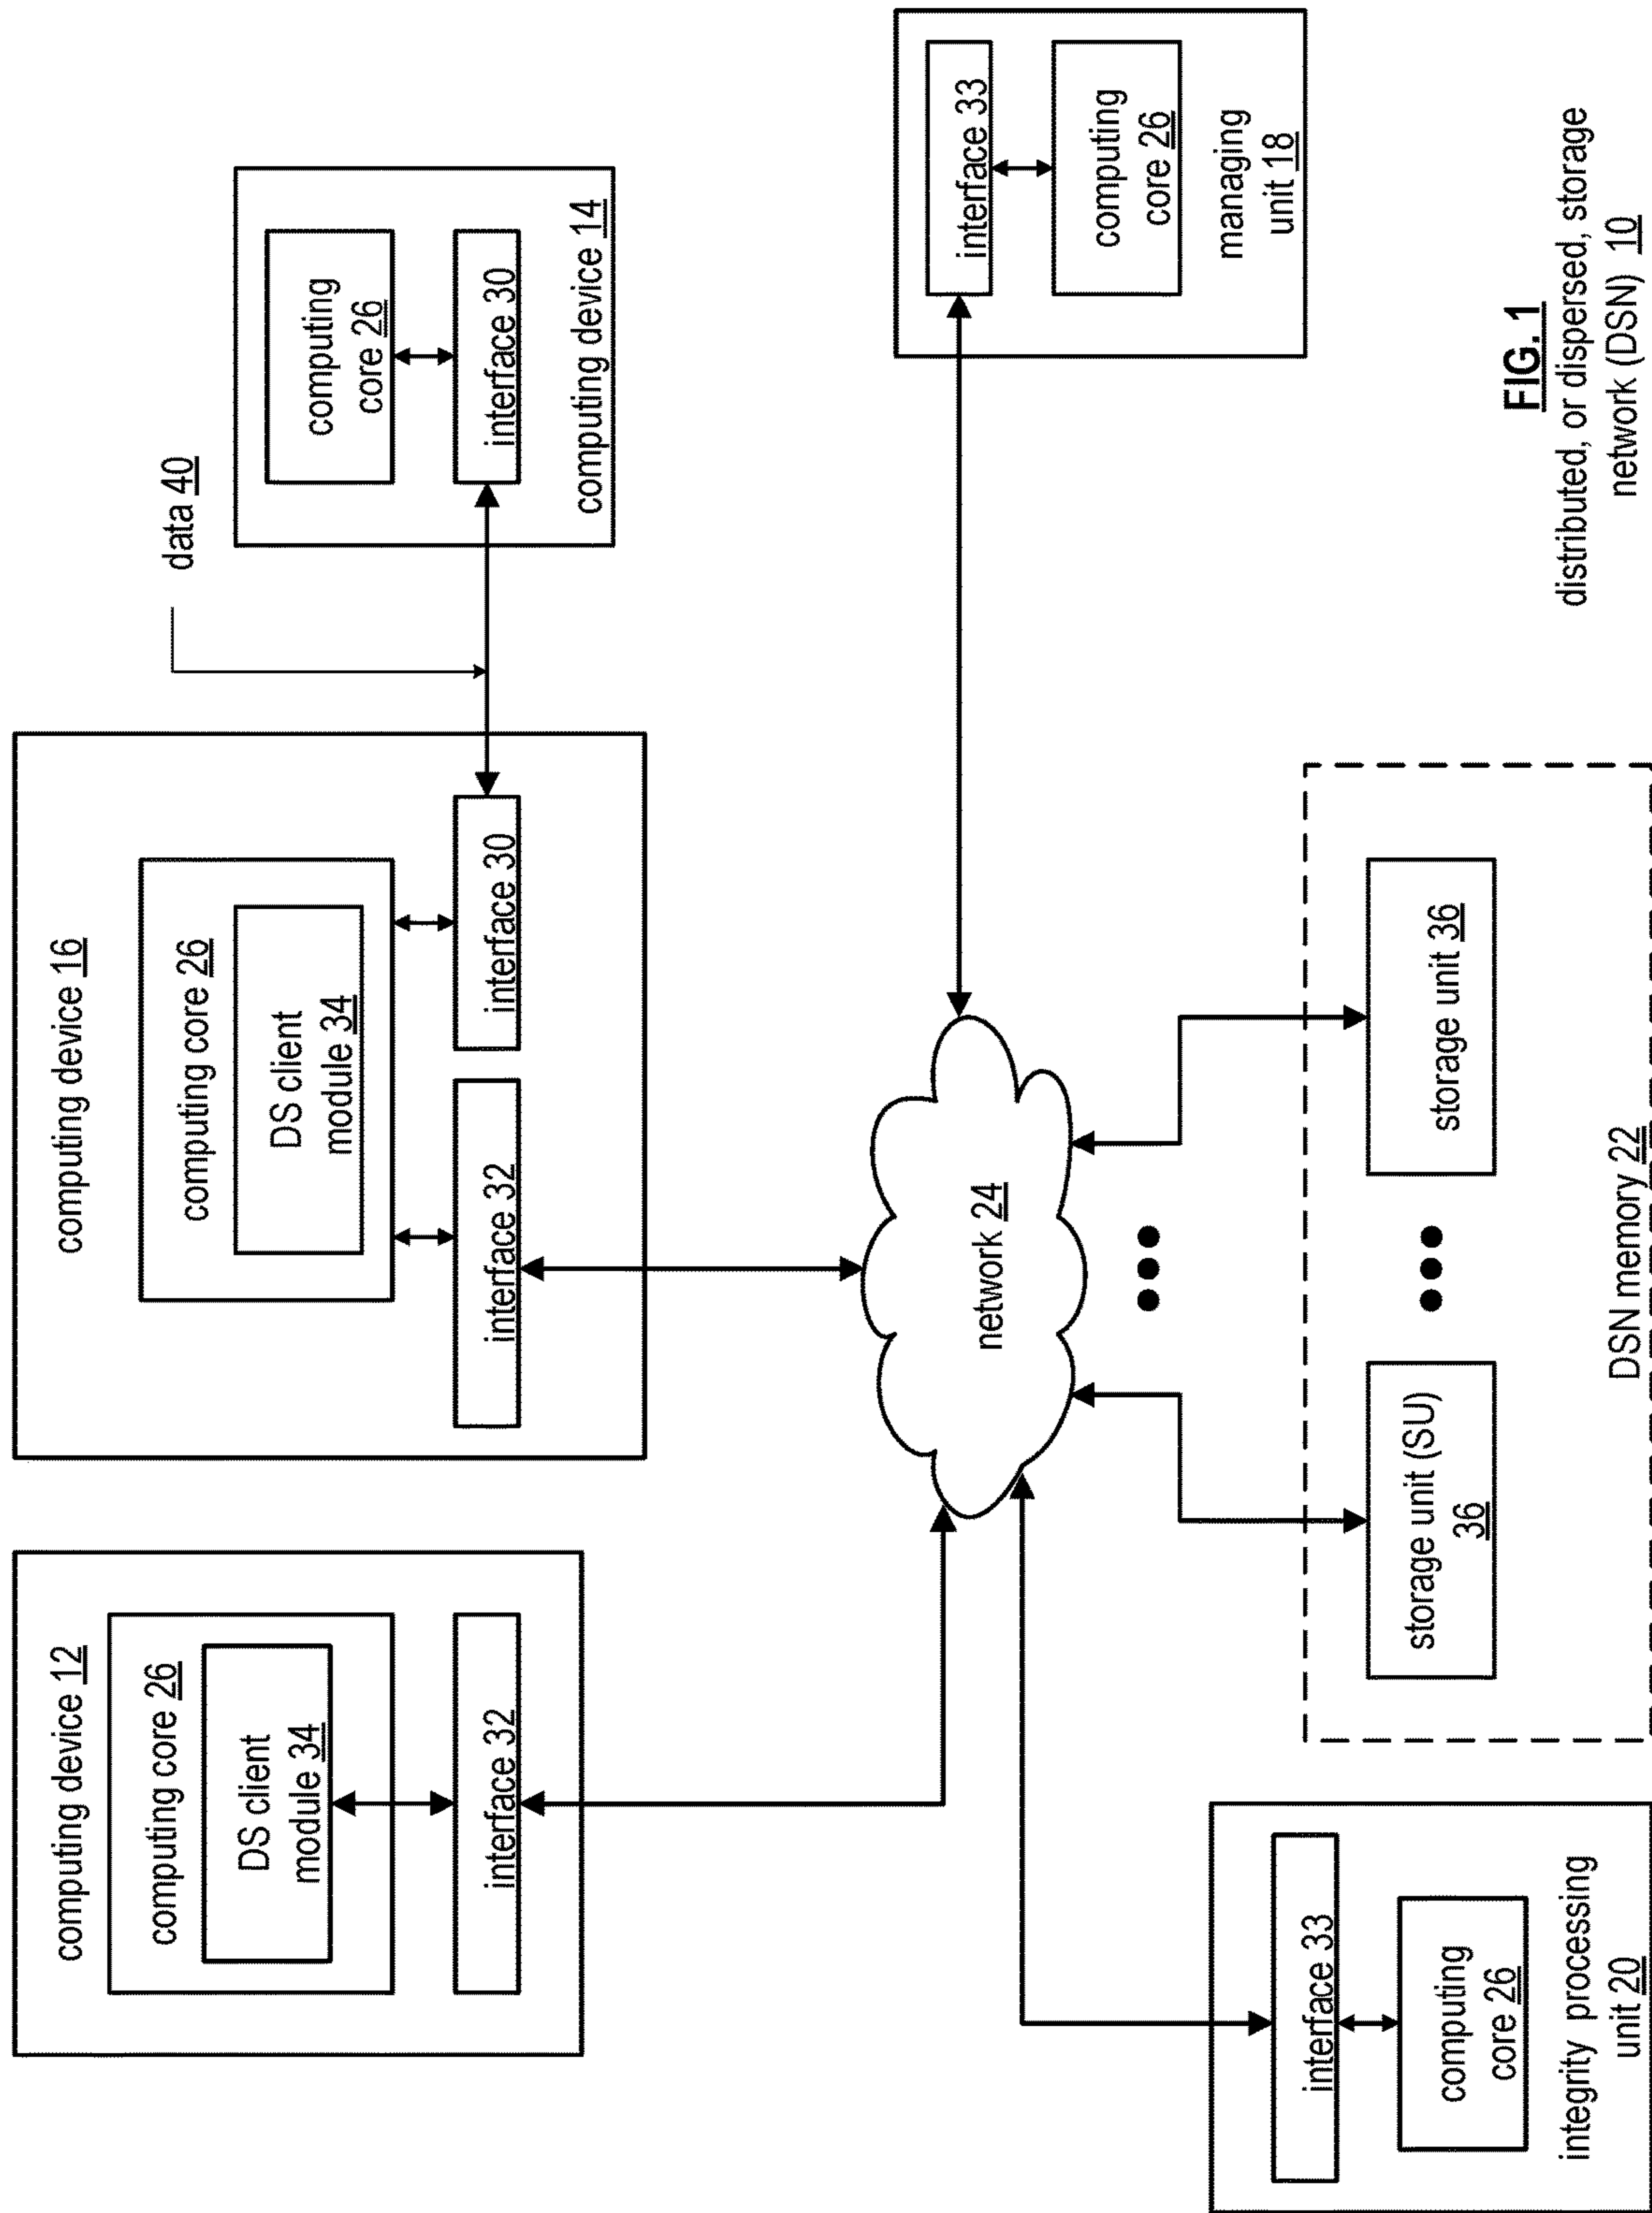 computing device 12
computing core 26
DS client
module 34
interface 32
computing device 16
computing core 26
DS client
module 34
interface 32
interface 30
data 40
computing
core 26
interface 30
computing device 14
network 24
interface 33
computing
core 26
managing
unit 18
interface 33
computing
core 26
integrity processing
unit 20
storage unit (SU)
36
storage unit 36
DSN memory 22
FIG. 1
distributed, or dispersed, storage
network (DSN) 10